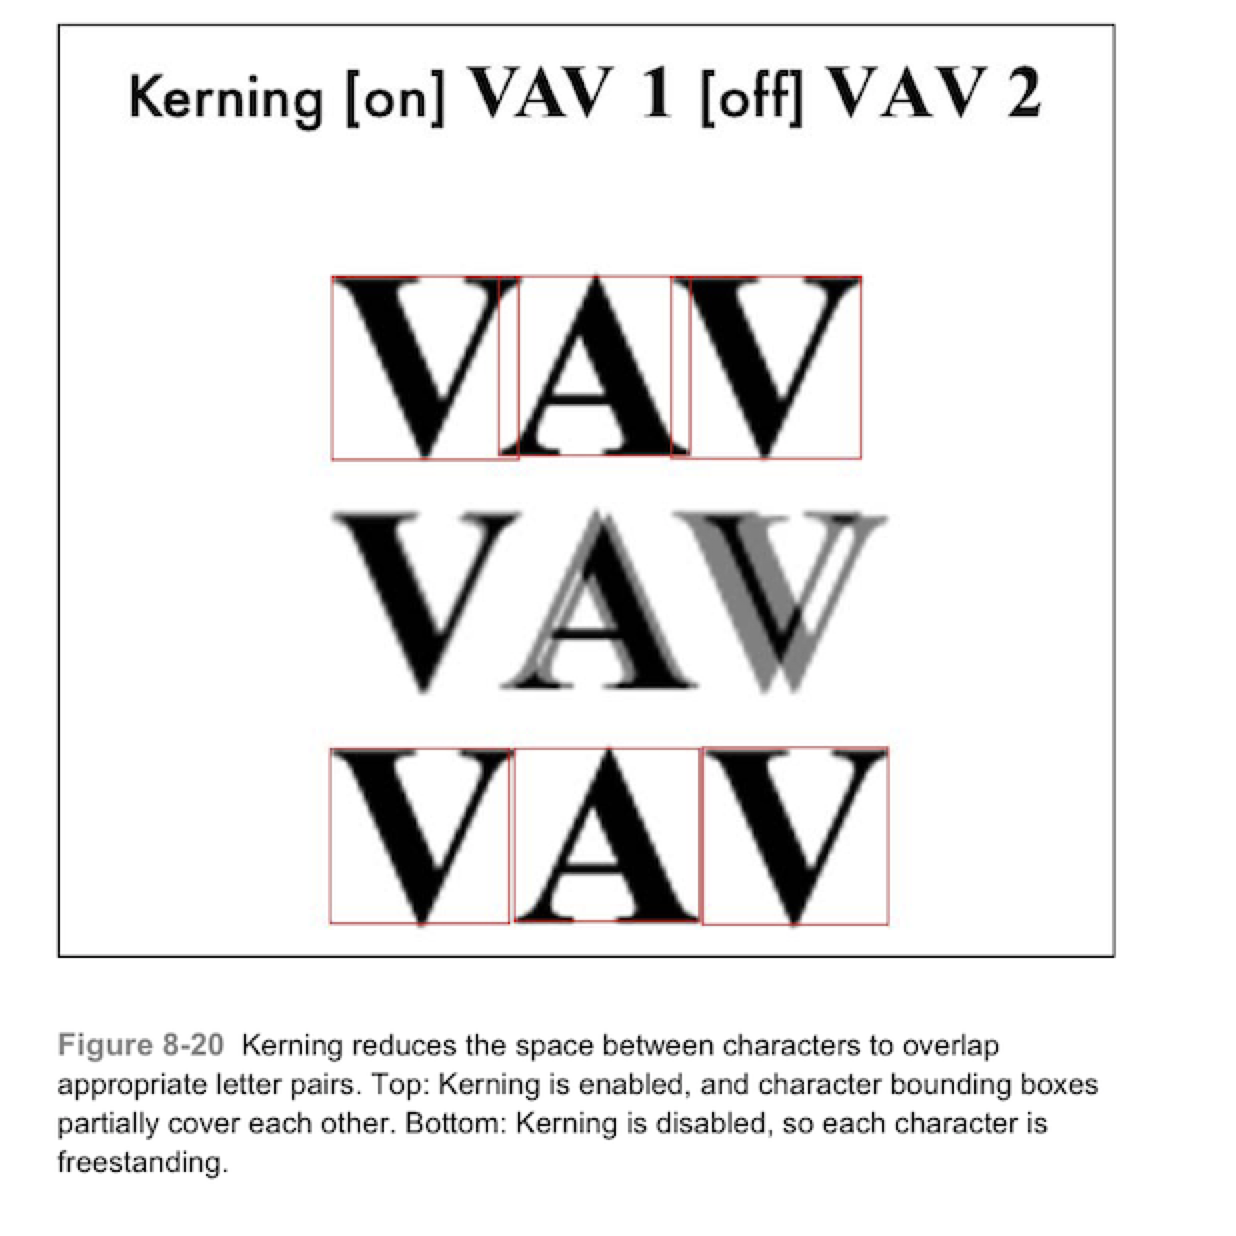 Kerning [on] VAV 1 [off] VAV 2
VAV
VAV
VAV
Figure 8-20 Kerning reduces the space between characters to overlap
appropriate letter pairs. Top: Kerning is enabled, and character bounding boxes
partially cover each other. Bottom: Kerning is disabled, so each character is
freestanding.